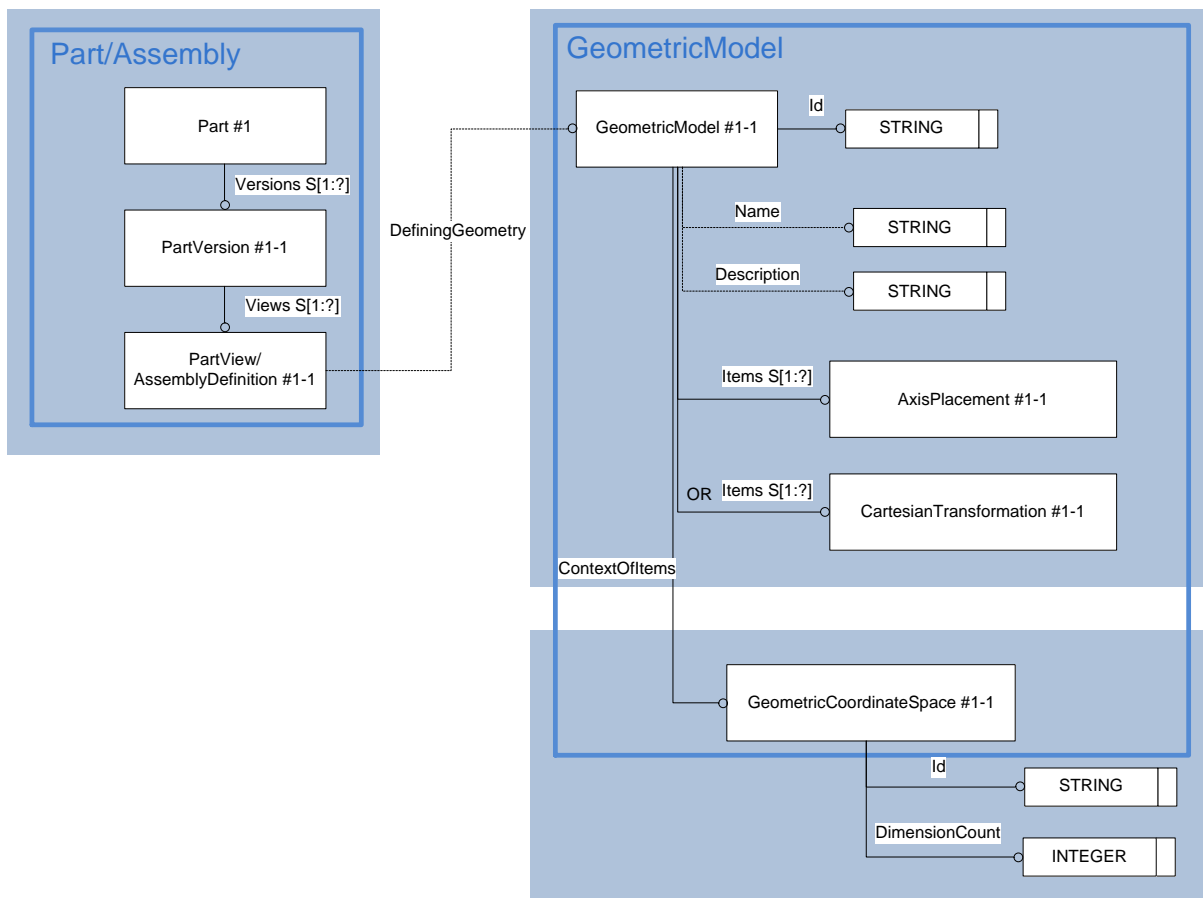 Part/Assembly
Part #1
Versions S[1:?]
PartVersion #1-1
Views S[1:?]
PartView/
AssemblyDefinition #1-1
DefiningGeometry
GeometricModel
GeometricModel #1-1
Id
STRING
Name
STRING
Description
STRING
Items S[1:?]
AxisPlacement #1-1
OR
Items S[1:?]
CartesianTransformation #1-1
ContextOfItems
GeometricCoordinateSpace #1-1
Id
STRING
DimensionCount
INTEGER